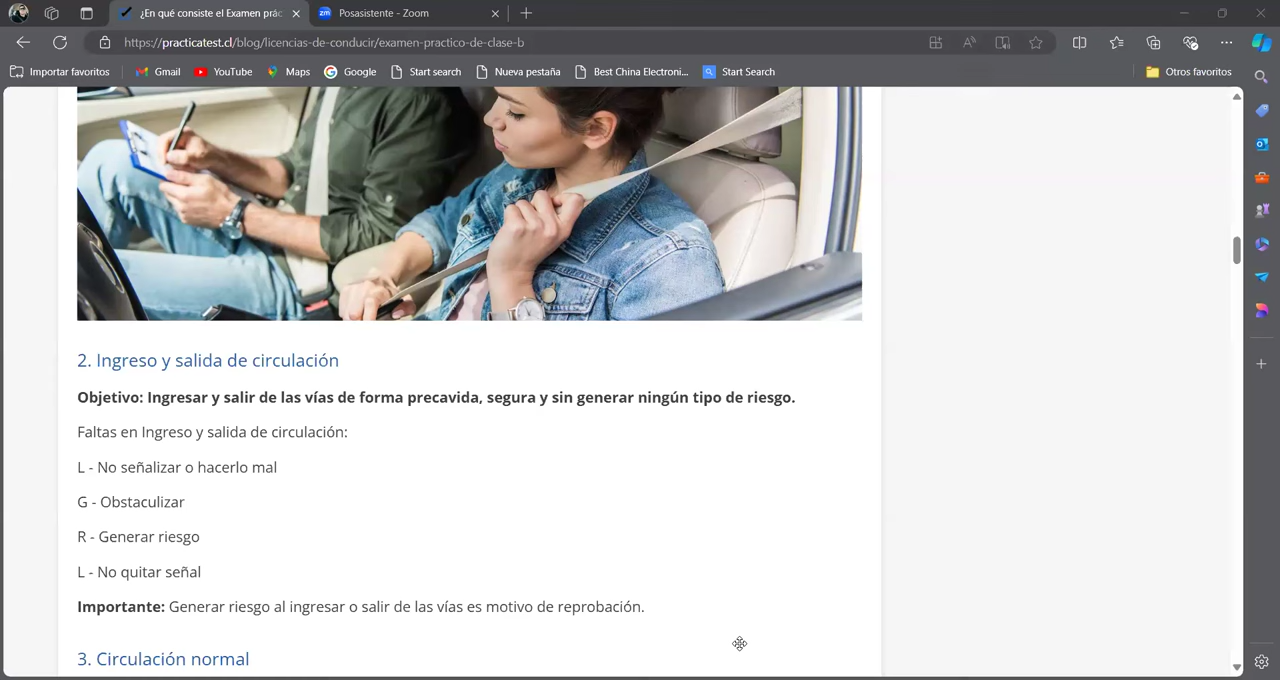 ¿En qué consiste el Examen prác
zm Posasistente - Zoom
https://practicatest.cl/blog/licencias-de-conducir/examen-practico-de-clase-b
Importar favoritos Gmail YouTube Maps Google Start search Nueva pestaña Best China Electroni... Start Search Otros favoritos
2. Ingreso y salida de circulación
Objetivo: Ingresar y salir de las vías de forma precavida, segura y sin generar ningún tipo de riesgo.
Faltas en Ingreso y salida de circulación:
L - No señalizar o hacerlo mal
G - Obstaculizar
R - Generar riesgo
L - No quitar señal
Importante: Generar riesgo al ingresar o salir de las vías es motivo de reprobación.
3. Circulación normal